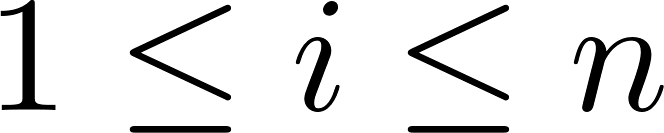 1 ≤ i ≤ n